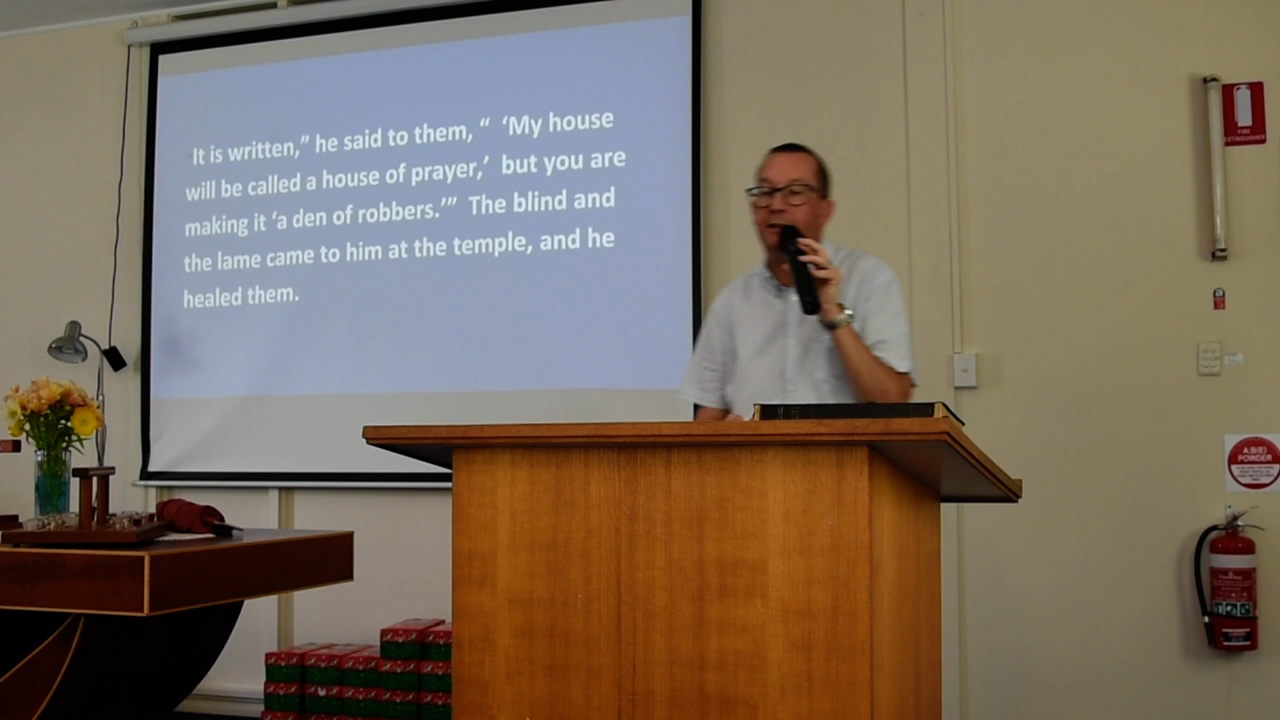 It is written,” he said to them, “ ‘My house
will be called a house of prayer,’ but you are
making it ‘a den of robbers.’” The blind and
the lame came to him at the temple, and he
healed them.
FIRE
EXTINGUISHER
A:B(E)
POWDER